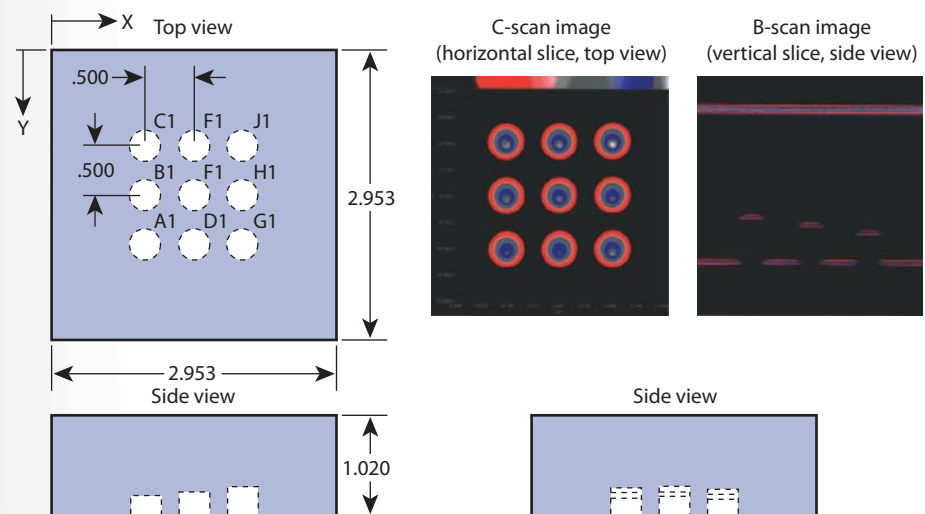 X
Top view
Y
.500
C1 F1 J1
.500
B1 F1 H1
A1 D1 G1
2.953
2.953
C-scan image
(horizontal slice, top view)
B-scan image
(vertical slice, side view)
Side view
1.020
Side view